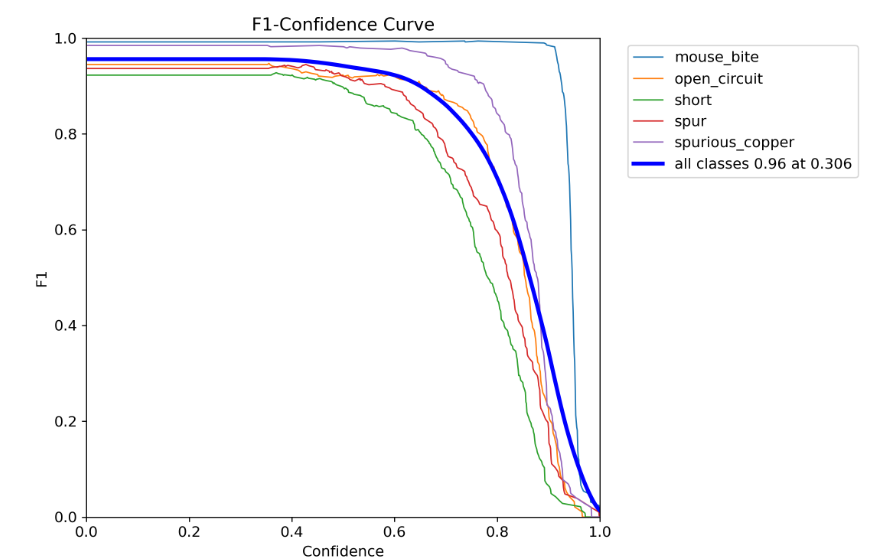 F1-Confidence Curve
1.0
0.8
0.6
0.4
0.2
0.0
F1
0.0 0.2 0.4 0.6 0.8 1.0
Confidence
mouse_bite
open_circuit
short
spur
spurious_copper
all classes 0.96 at 0.306